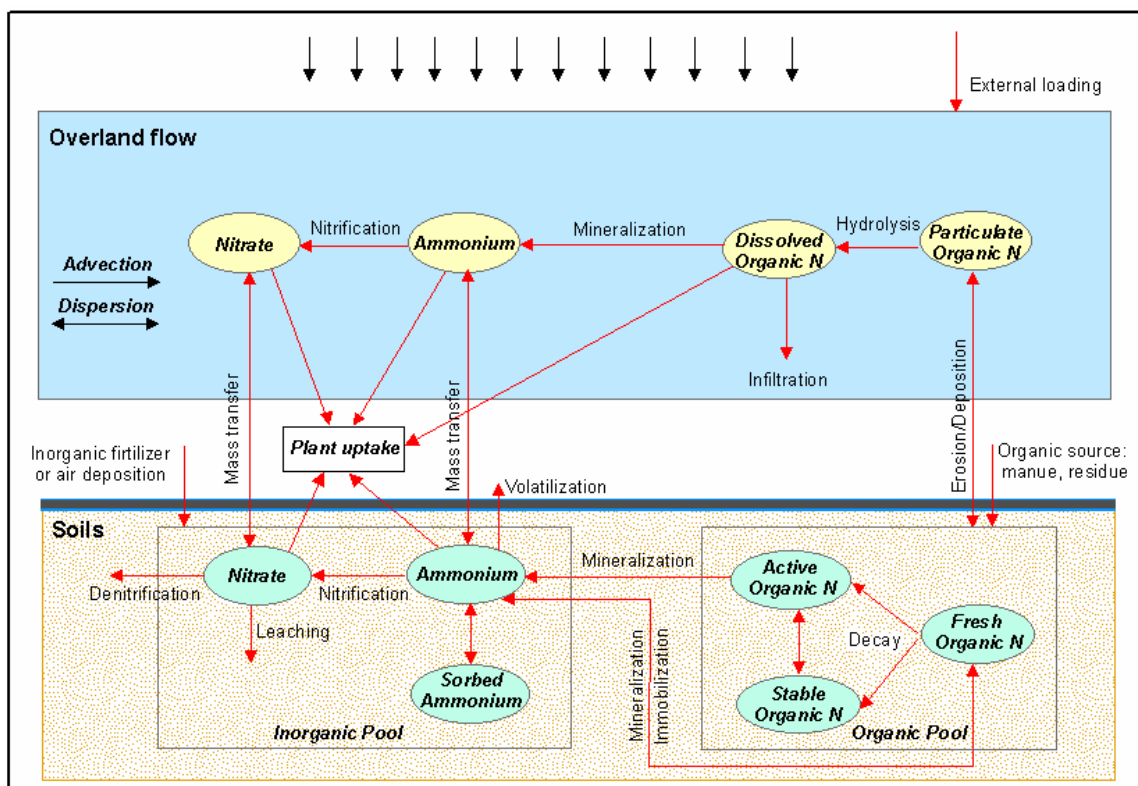 External loading
Overland flow
Nitrate
Nitrification
Ammonium
Mineralization
Dissolved
Organic N
Hydrolysis
Particulate
Organic N
Advection
Dispersion
Infiltration
Mass transfer
Mass transfer
Erosion/Deposition
Plant uptake
Inorganic firtilizer
or air deposition
Volatilization
Organic source:
manue, residue
Soils
Nitrate
Denitrification
Nitrification
Leaching
Ammonium
Sorbed
Ammonium
Inorganic Pool
Mineralization
Mineralization
Immobilization
Active
Organic N
Decay
Fresh
Organic N
Stable
Organic N
Organic Pool